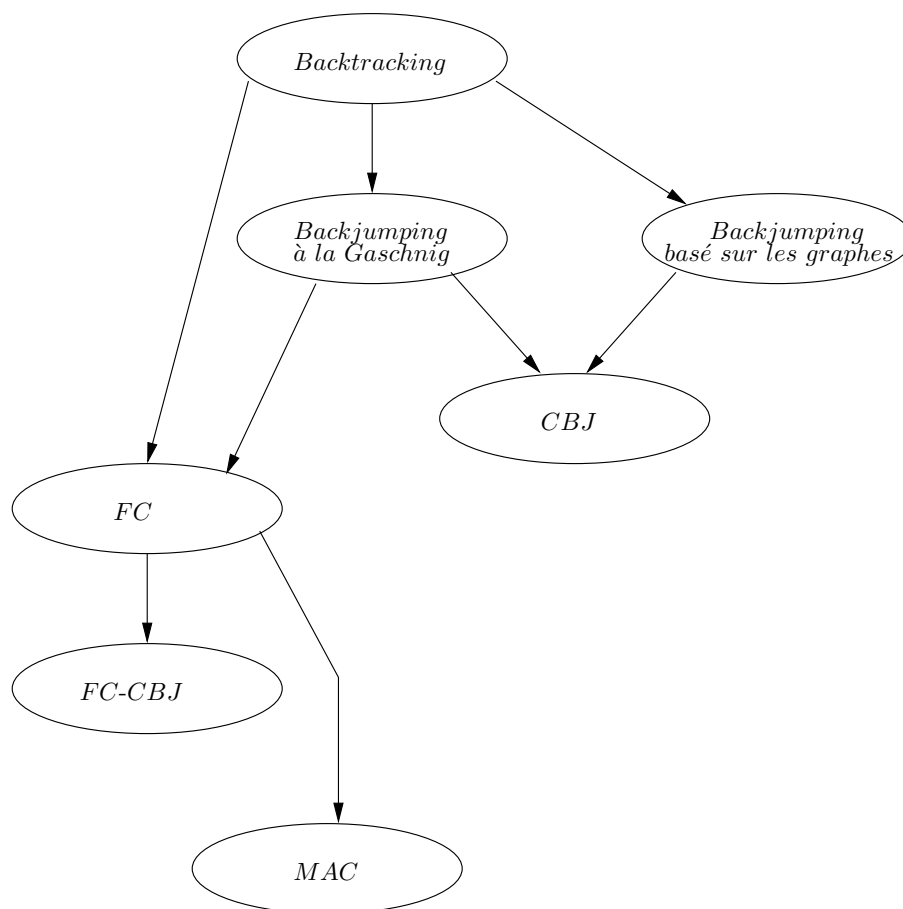 Backtracking
Backjumping
à la Gaschnig
Backjumping
basé sur les graphes
CBJ
FC
FC-CBJ
MAC